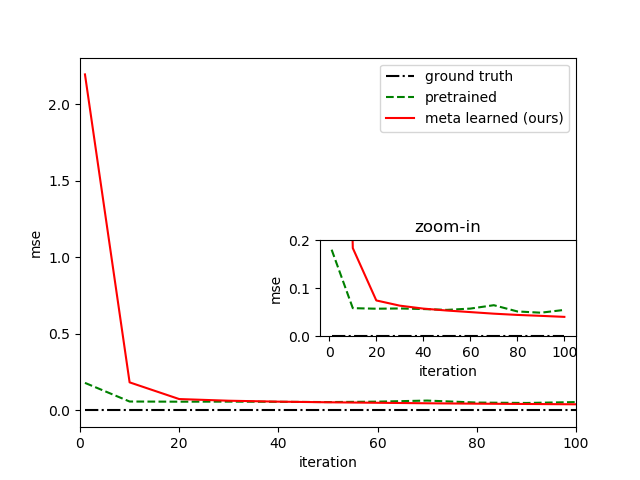 ground truth
pretrained
meta learned (ours)
2.0
1.5
1.0
0.5
0.0
mse
0 20 40 60 80 100
iteration
zoom-in
0.2
0.1
0.0
mse
0 20 40 60 80 100
iteration